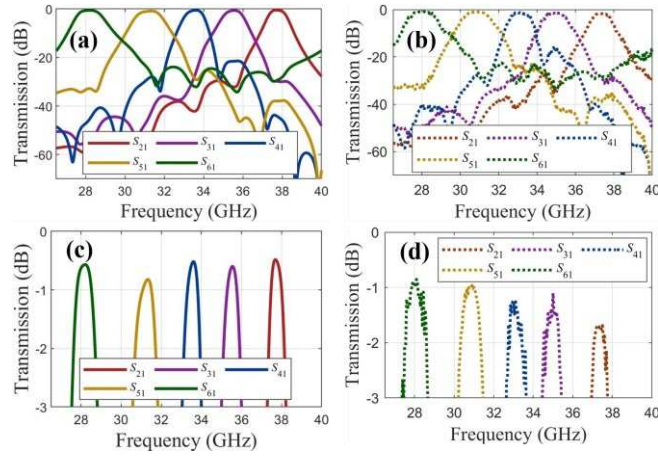 (a)
Transmission (dB)
0
-20
-40
-60
S21 S31 S41
S51 S61
28 30 32 34 36 38 40
Frequency (GHz)
(b)
Transmission (dB)
0
-20
-40
-60
S21 S31 S41
S51 S61
28 30 32 34 36 38 40
Frequency (GHz)
(c)
Transmission (dB)
0
-1
-2
-3
S21 S31 S41
S51 S61
28 30 32 34 36 38 40
Frequency (GHz)
(d)
Transmission (dB)
0
-1
-2
-3
S21 S31 S41
S51 S61
28 30 32 34 36 38 40
Frequency (GHz)